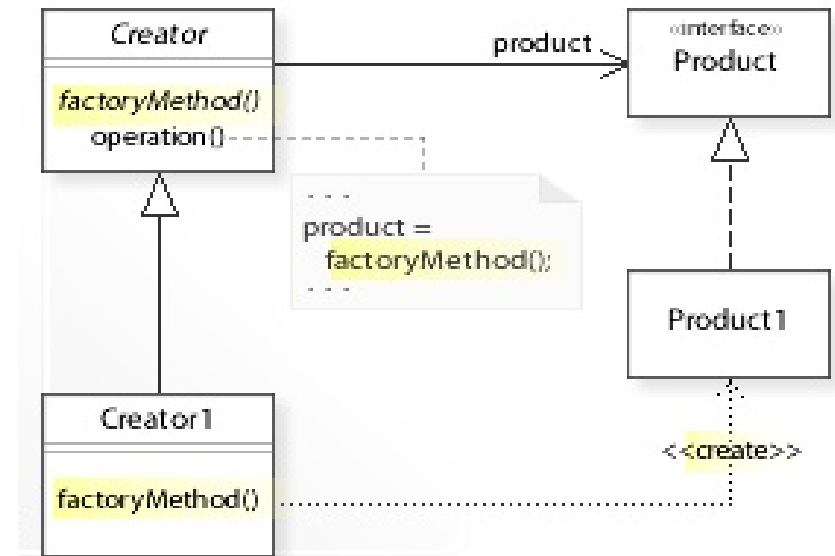 Creator
factoryMethod()
operation()
product
«interface»
Product
. . .
product =
factoryMethod();
. . .
Product1
Creator1
factoryMethod()
<<create>>